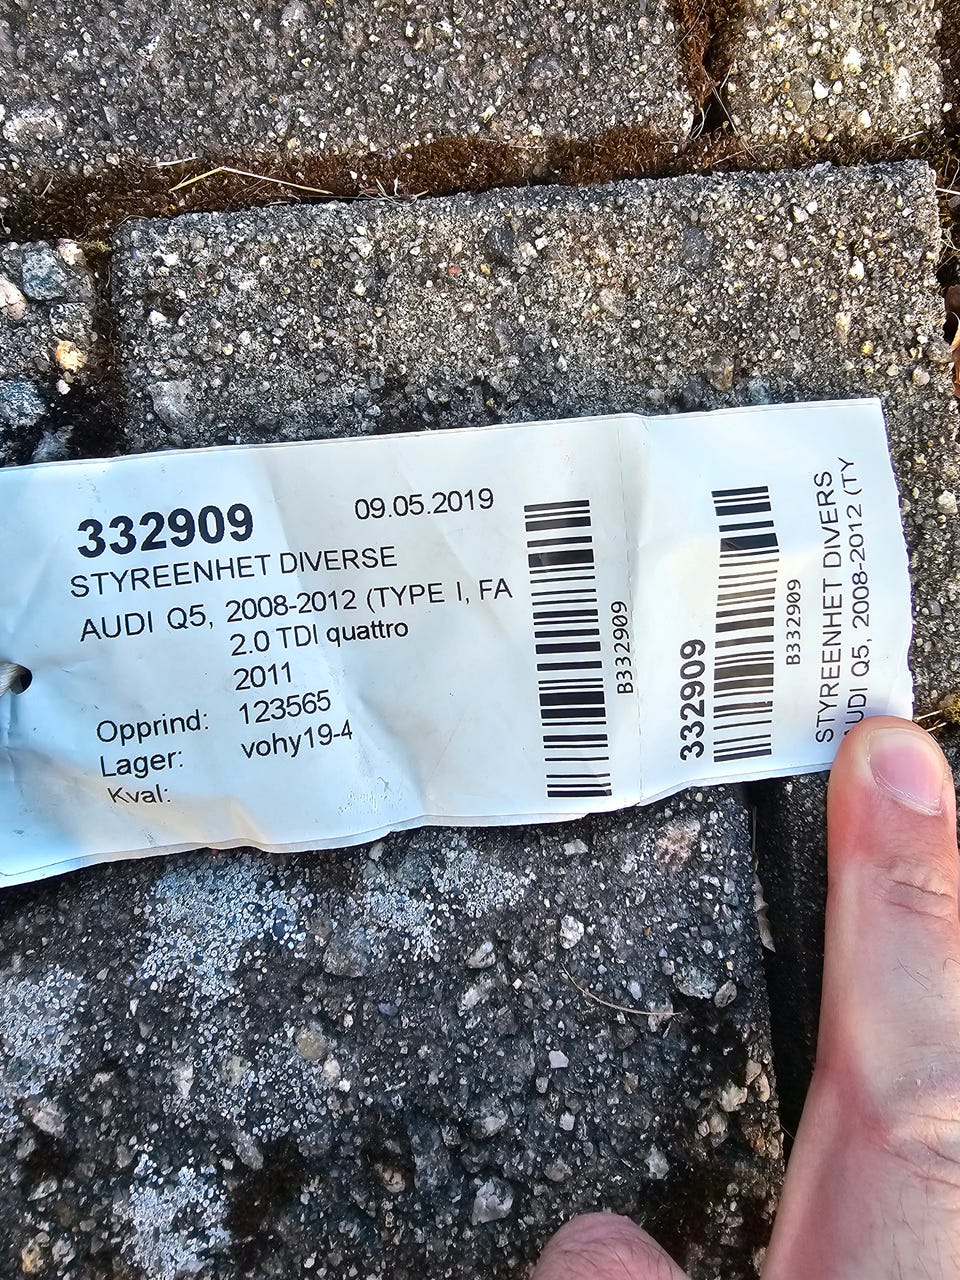 332909
09.05.2019
STYREENHET DIVERSE
AUDI Q5, 2008-2012 (TYPE I, FA
2.0 TDI quattro
2011
Opprind: 123565
Lager: vohy19-4
Kval:
B332909
332909
B332909
STYREENHET DIVERS
AUDI Q5, 2008-2012 (TY